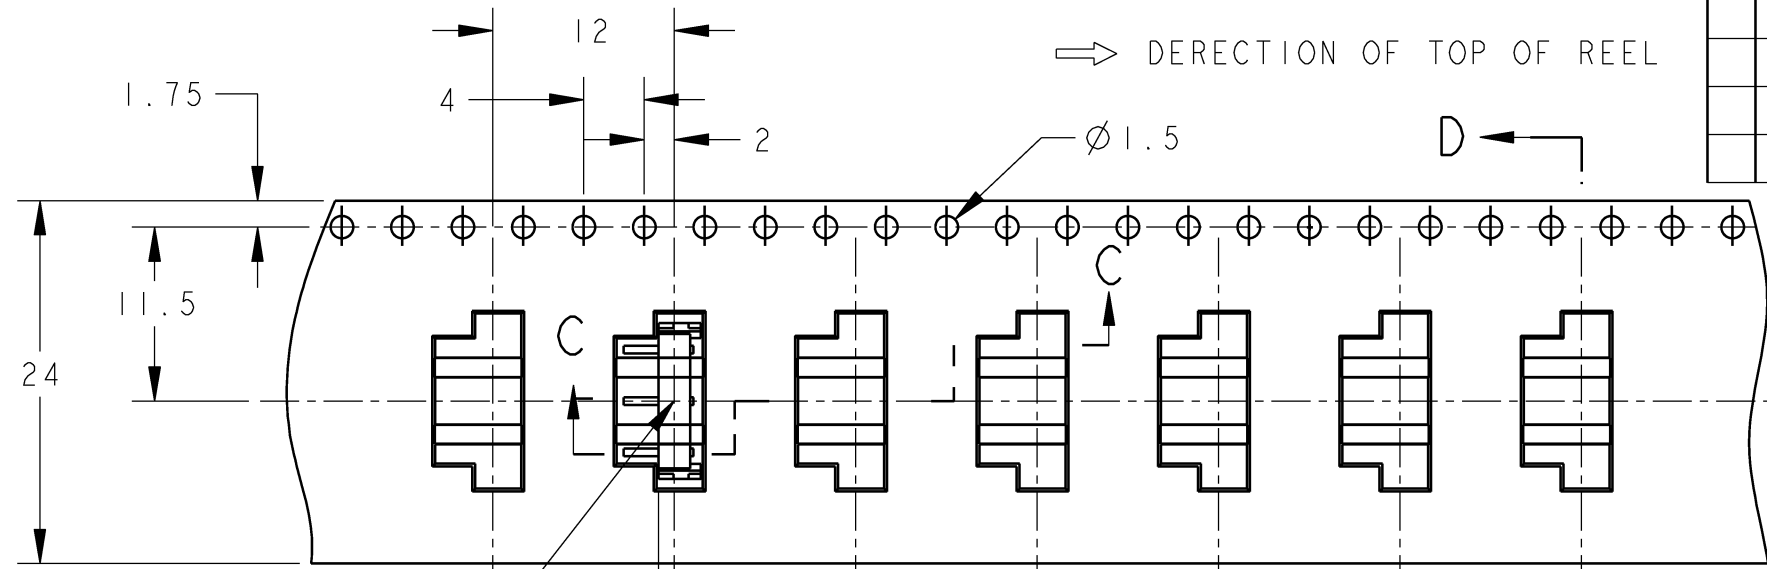 12
DERECTION OF TOP OF REEL
1.75
4
2
Ø1.5
D
C
11.5
C
24